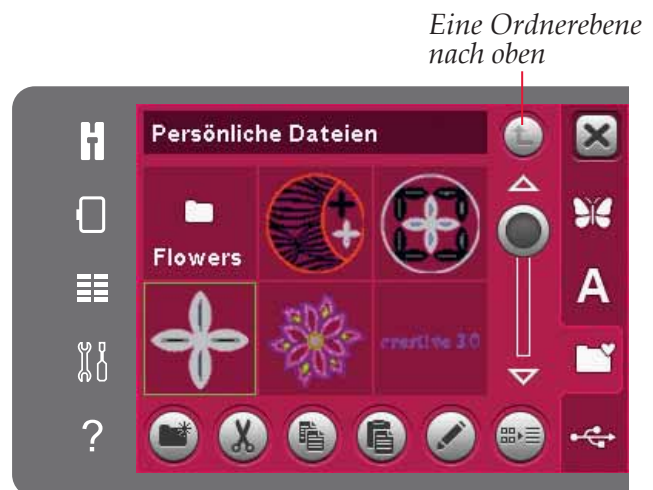 Eine Ordnerebene
nach oben
Persönliche Dateien
Flowers
creative 3.0
A
?